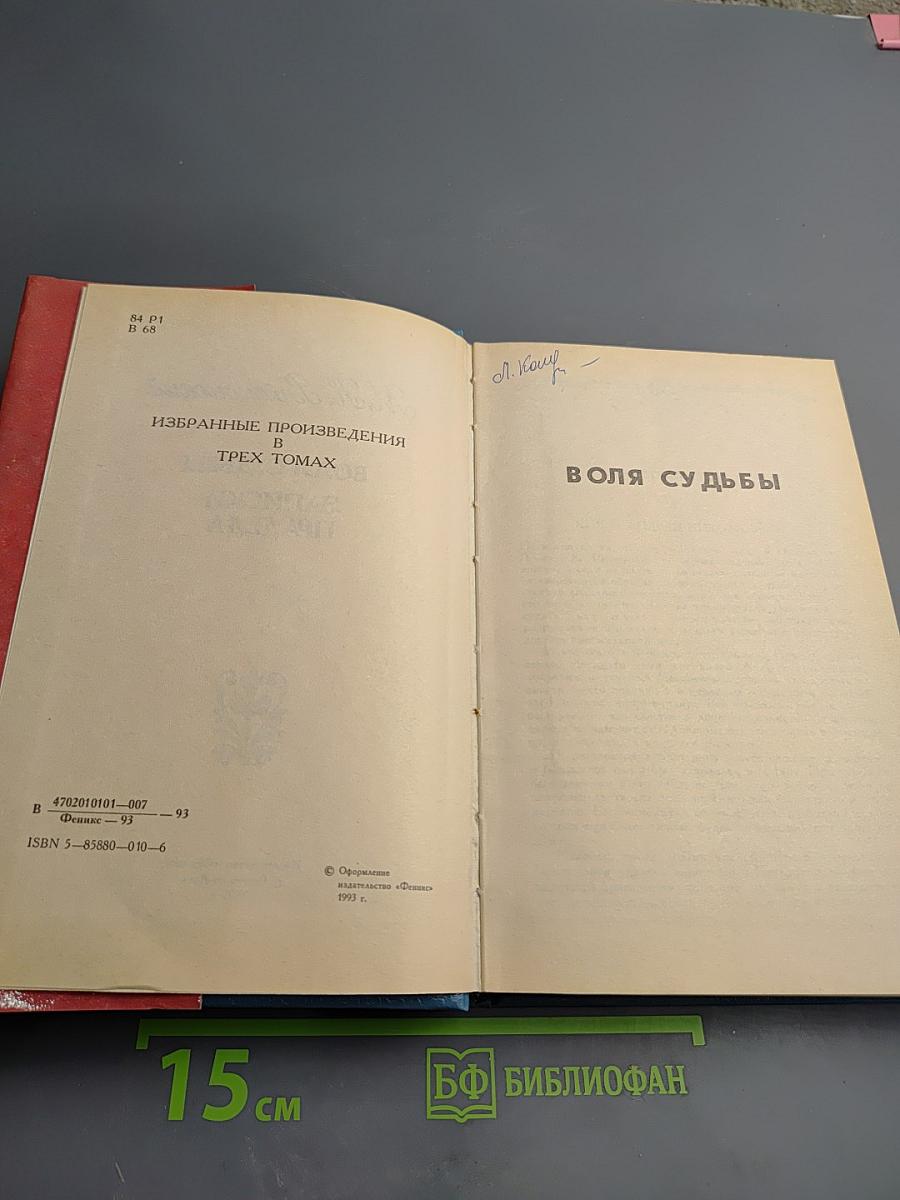 84 Р1
В 68
ИЗБРАННЫЕ ПРОИЗВЕДЕНИЯ
В
ТРЕХ ТОМАХ
В 4702010101—007 — 93
Феникс — 93
ISBN 5—85880—010—6
© Оформление
издательство «Феникс»
1993 г.
Л.
ВОЛЯ СУДЬБЫ
15 см
БФ БИБЛИОФАН